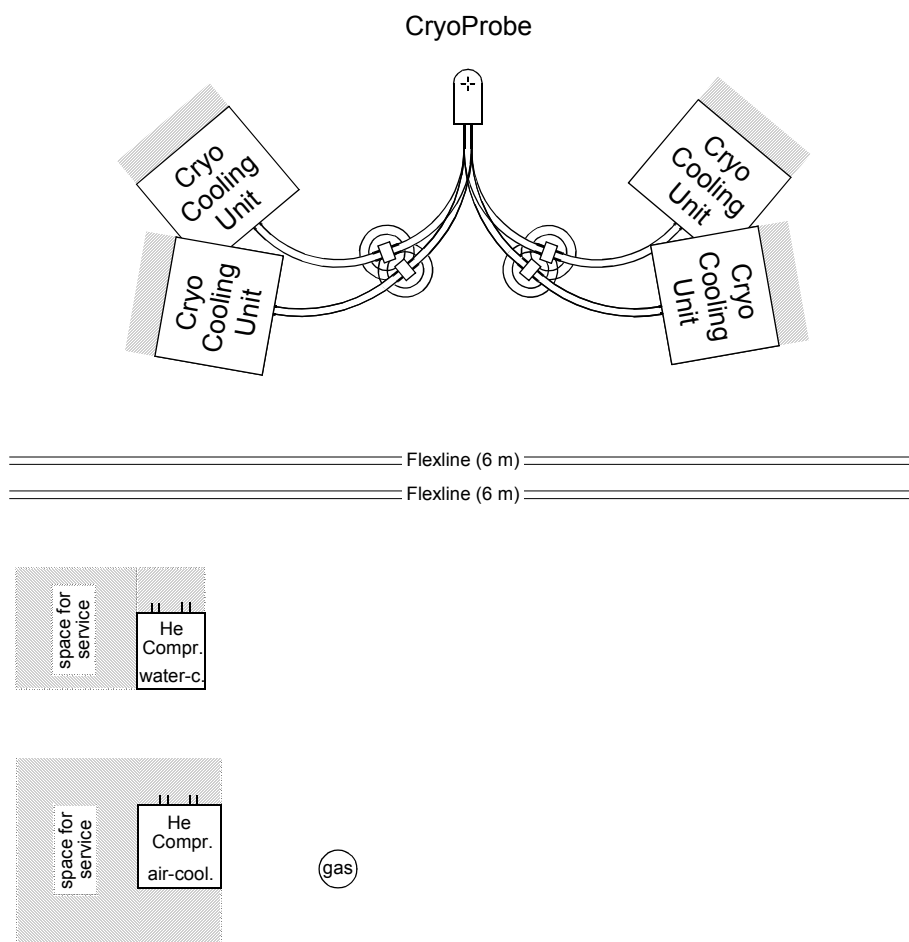 CryoProbe
Cryo
Cooling
Unit
Cryo
Cooling
Unit
Cryo
Cooling
Unit
Cryo
Cooling
Unit
Flexline (6 m)
Flexline (6 m)
space for
service
He
Compr.
water-c.
space for
service
He
Compr.
air-cool.
gas